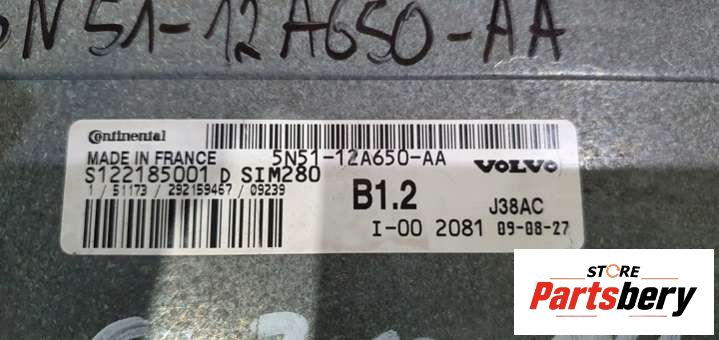 5N51-12A650-AA
Continental
MADE IN FRANCE 5N51-12A650-AA
S122185001 D SIM280 VOLVO
1 / 51173 / 292159467 / 09239
B1.2 J38AC
I-00 2081 09-08-27
STORE
Partsbery